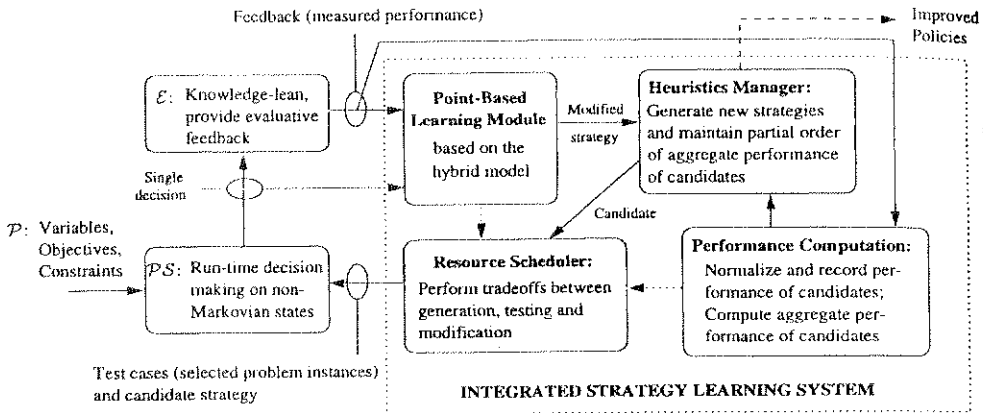 Feedback (measured performance)
Improved
Policies
ℰ: Knowledge-lean,
provide evaluative
feedback
Point-Based
Learning Module
based on the
hybrid model
Modified
strategy
Heuristics Manager:
Generate new strategies
and maintain partial order
of aggregate performance
of candidates
Single
decision
Candidate
𝒫: Variables,
Objectives,
Constraints
𝒫𝒮: Run-time decision
making on non-
Markovian states
Resource Scheduler:
Perform tradeoffs between
generation, testing and
modification
Performance Computation:
Normalize and record per-
formance of candidates;
Compute aggregate per-
formance of candidates
Test cases (selected problem instances)
and candidate strategy
INTEGRATED STRATEGY LEARNING SYSTEM